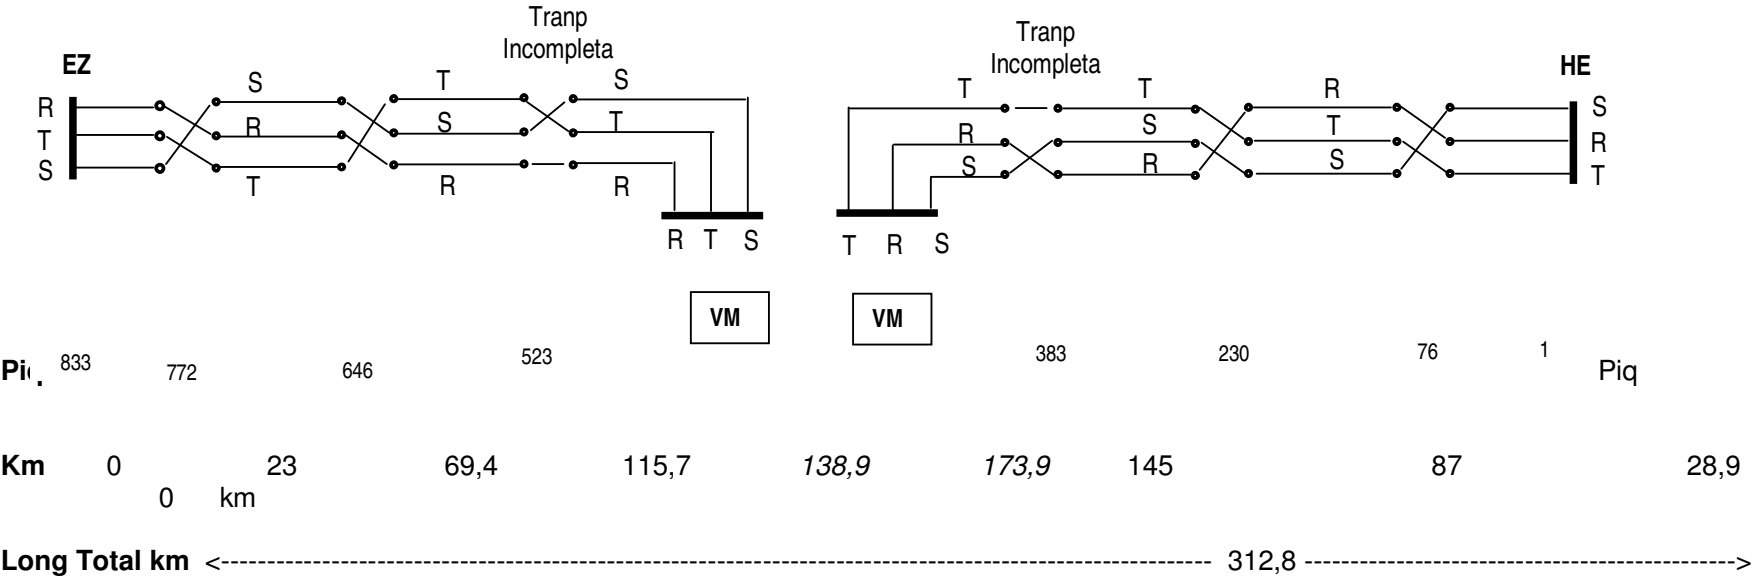 Tranp
Incompleta
Tranp
Incompleta
EZ
HE
S
T
S
T
T
R
R
S
R
S
T
R
S
T
R
S
T
R
T
S
S
R
S
R
T
T
R
R
R T S
T R S
VM
VM
833
772
646
523
383
230
76
1
Piq
Km 0 23 69,4 115,7 138,9 173,9 145 87 28,9
0 km
Long Total km <--- 312,8 --->